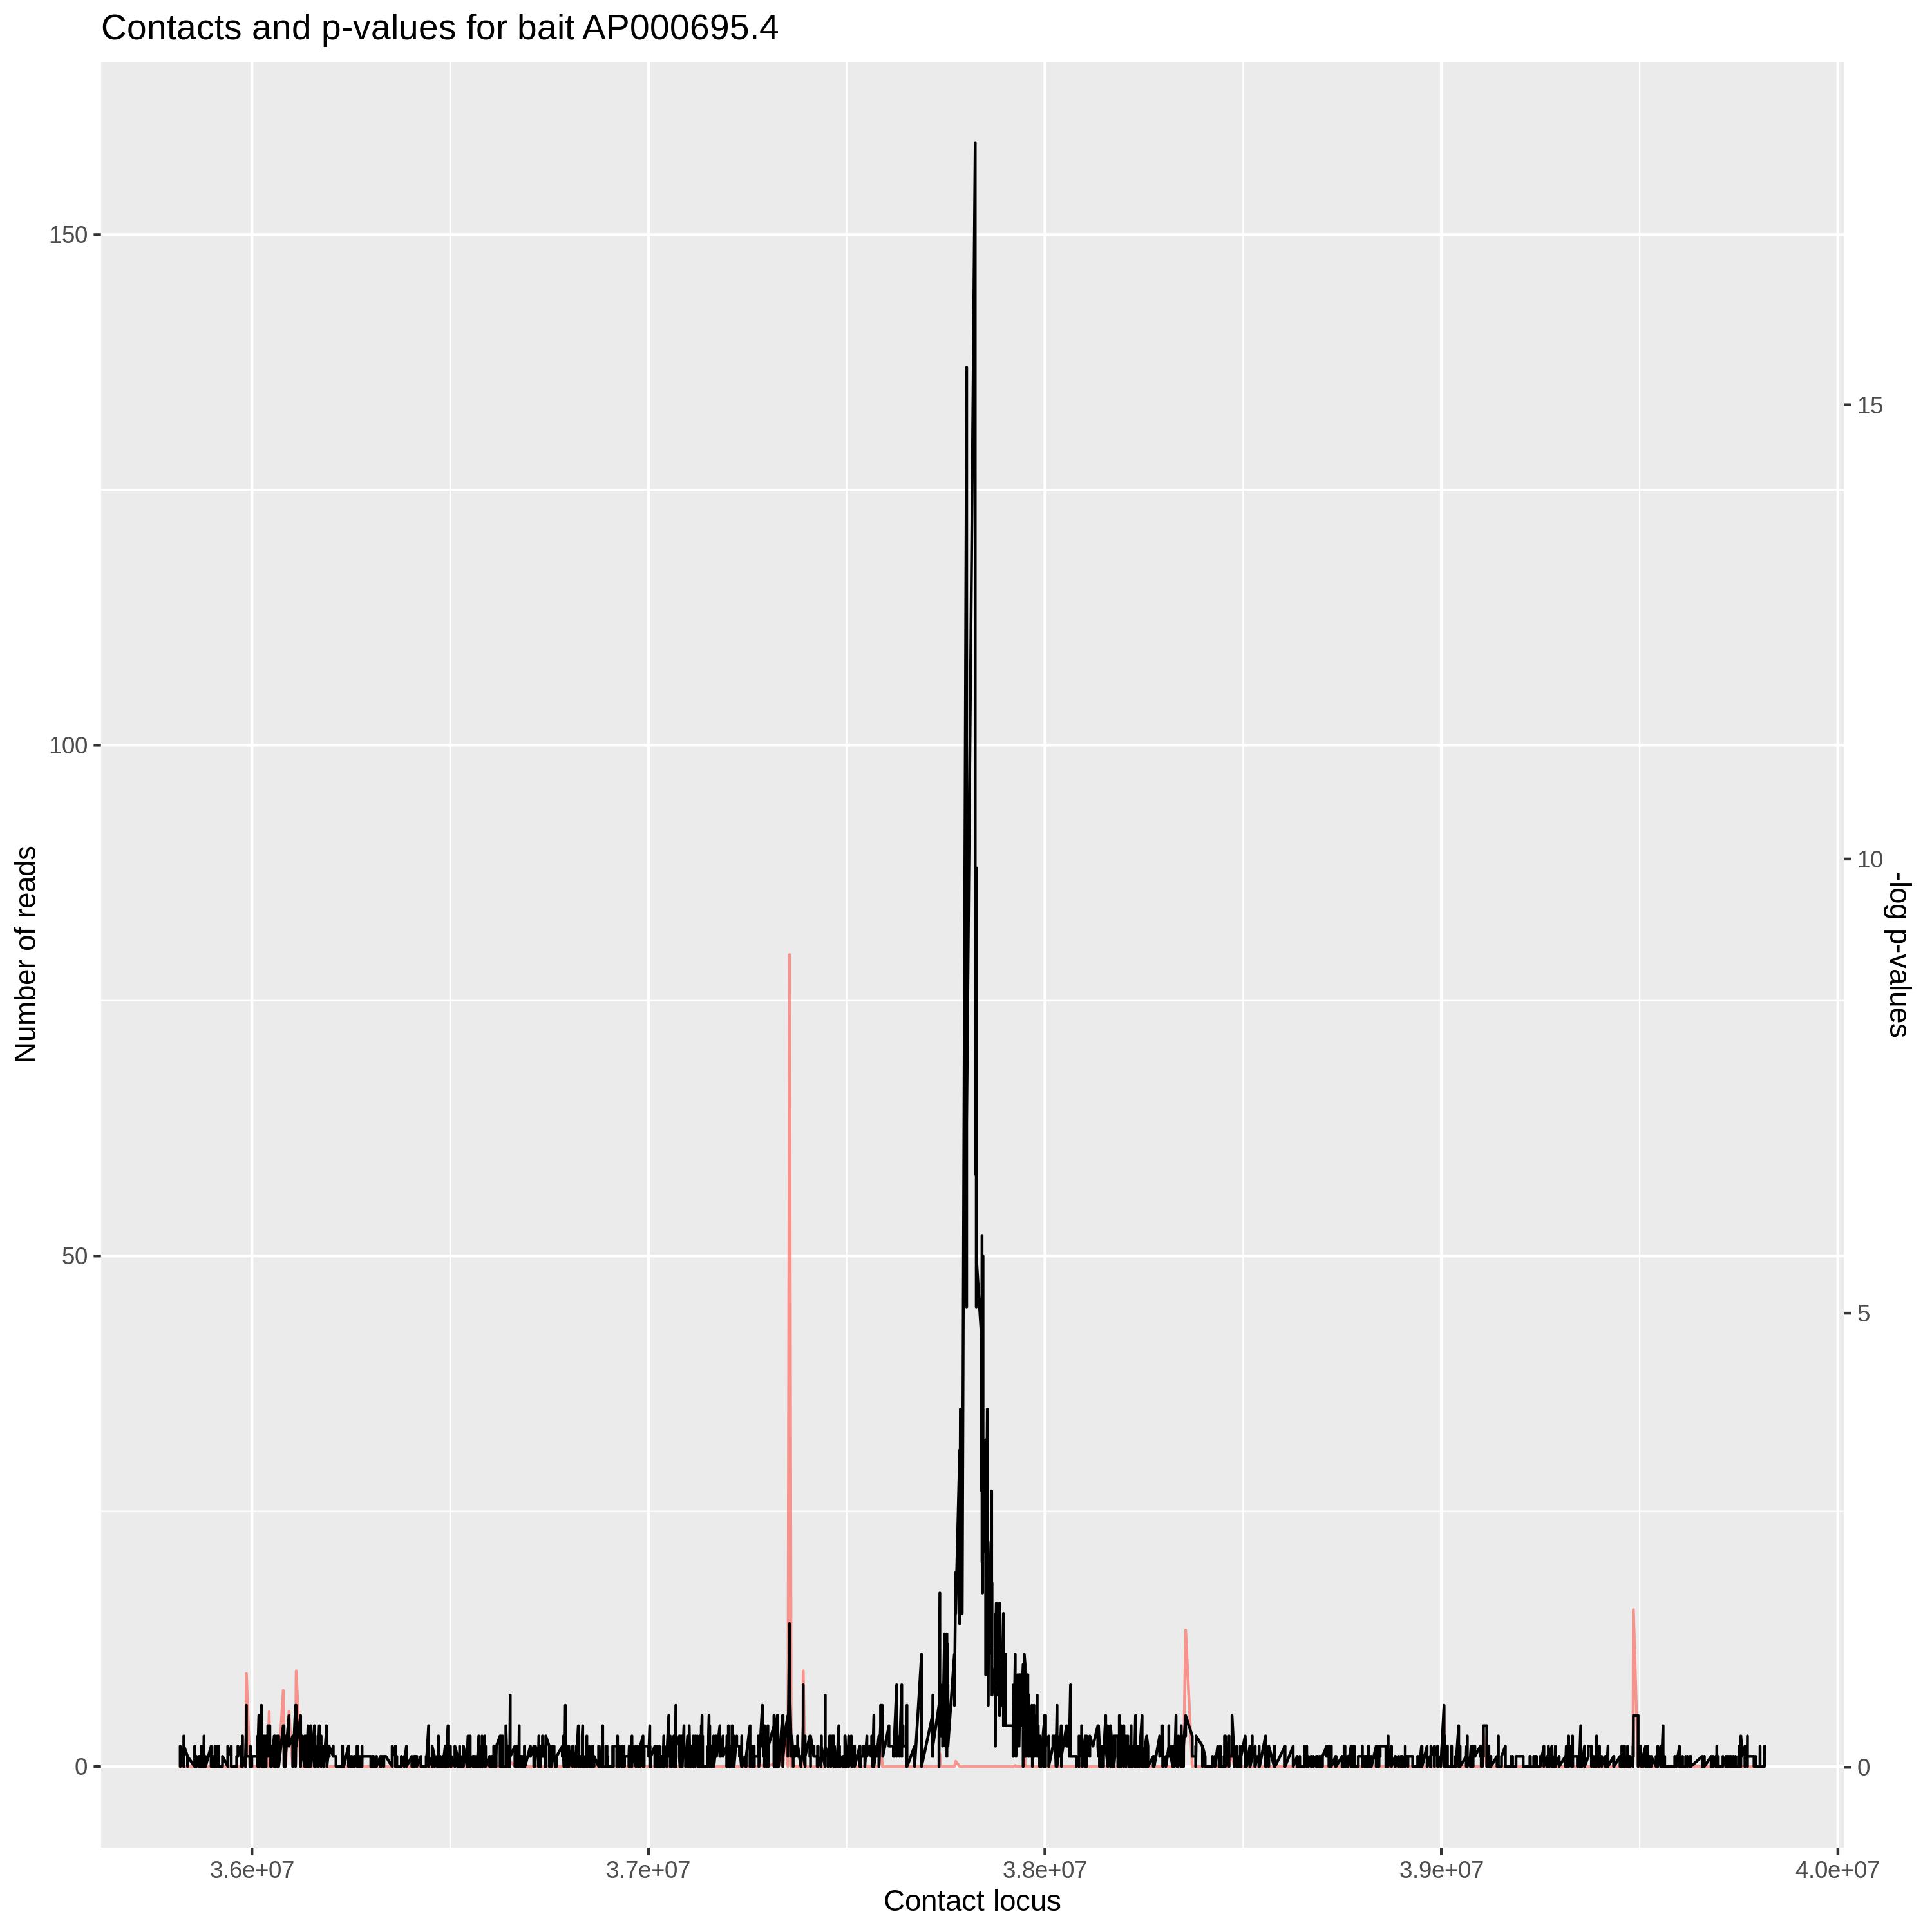 Contacts and p-values for bait AP000695.4
150
100
50
0
Number of reads
15
10
5
0
-log p-values
3.6e+07
3.7e+07
3.8e+07
3.9e+07
4.0e+07
Contact locus